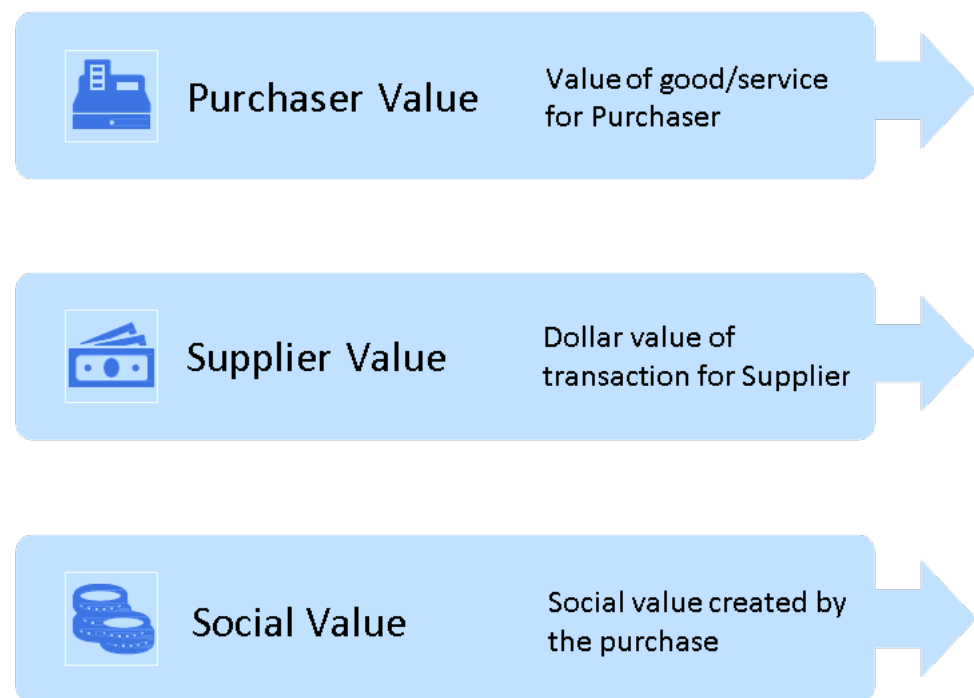 Purchaser Value
Value of good/service
for Purchaser
Supplier Value
Dollar value of
transaction for Supplier
Social Value
Social value created by
the purchase